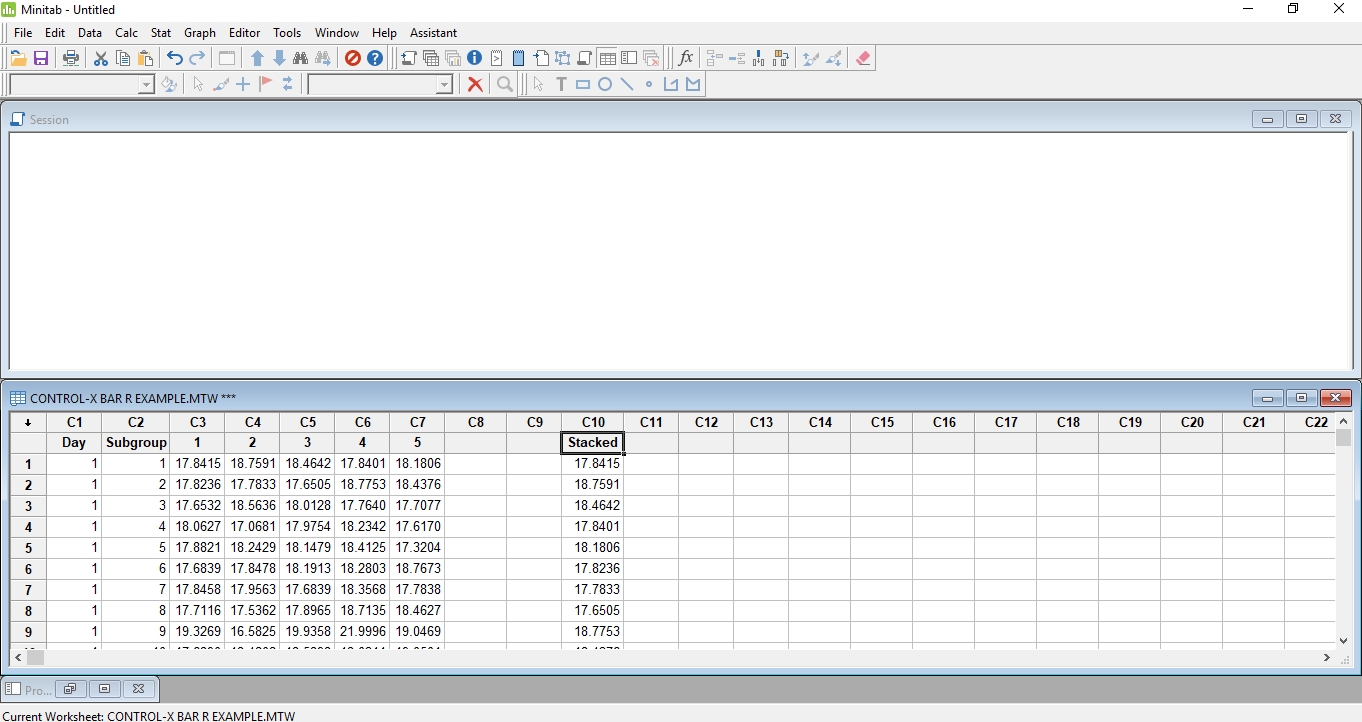 Minitab - Untitled
File Edit Data Calc Stat Graph Editor Tools Window Help Assistant
Session
CONTROL-X BAR R EXAMPLE.MTW ***
C1 C2 C3 C4 C5 C6 C7 C8 C9 C10 C11 C12 C13 C14 C15 C16 C17 C18 C19 C20 C21 C22
Day Subgroup 1 2 3 4 5 Stacked
1 1 1 17.8415 18.7591 18.4642 17.8401 18.1806 17.8415
2 1 2 17.8236 17.7833 17.6505 18.7753 18.4376 18.7591
3 1 3 17.6532 18.5636 18.0128 17.7640 17.7077 18.4642
4 1 4 18.0627 17.0681 17.9754 18.2342 17.6170 17.8401
5 1 5 17.8821 18.2429 18.1479 18.4125 17.3204 18.1806
6 1 6 17.6839 17.8478 18.1913 18.2803 18.7673 17.8236
7 1 7 17.8458 17.9563 17.6839 18.3568 17.7838 17.7833
8 1 8 17.7116 17.5362 17.8965 18.7135 18.4627 17.6505
9 1 9 19.3269 16.5825 19.9358 21.9996 19.0469 18.7753
Pro...
Current Worksheet: CONTROL-X BAR R EXAMPLE.MTW